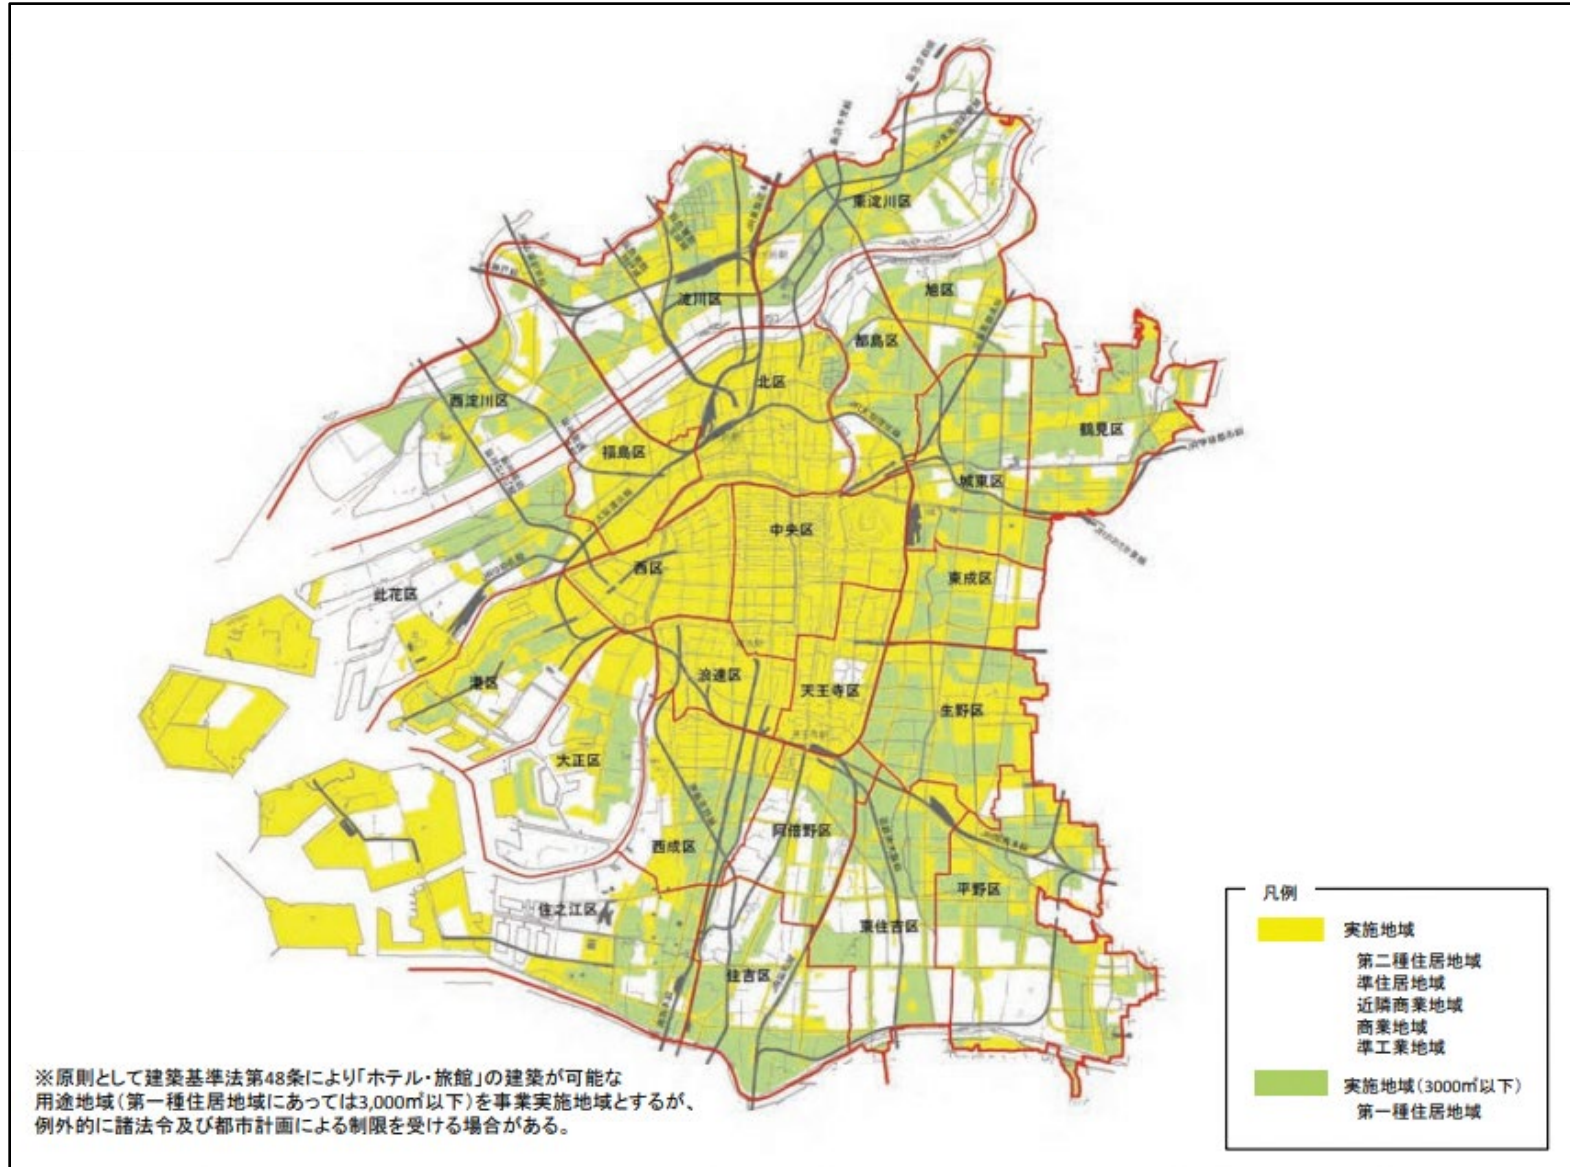 東淀川区
旭区
淀川区
都島区
北区
西淀川区
鶴見区
福島区
城東区
中央区
西区
東成区
此花区
港区
浪速区
天王寺区
生野区
大正区
阿倍野区
西成区
平野区
住之江区
東住吉区
住吉区
凡例
実施地域
第二種住居地域
準住居地域
近隣商業地域
商業地域
準工業地域
実施地域(3000㎡以下)
第一種住居地域
※原則として建築基準法第48条により「ホテル・旅館」の建築が可能な
用途地域(第一種住居地域にあっては3,000㎡以下)を事業実施地域とするが、
例外的に諸法令及び都市計画による制限を受ける場合がある。